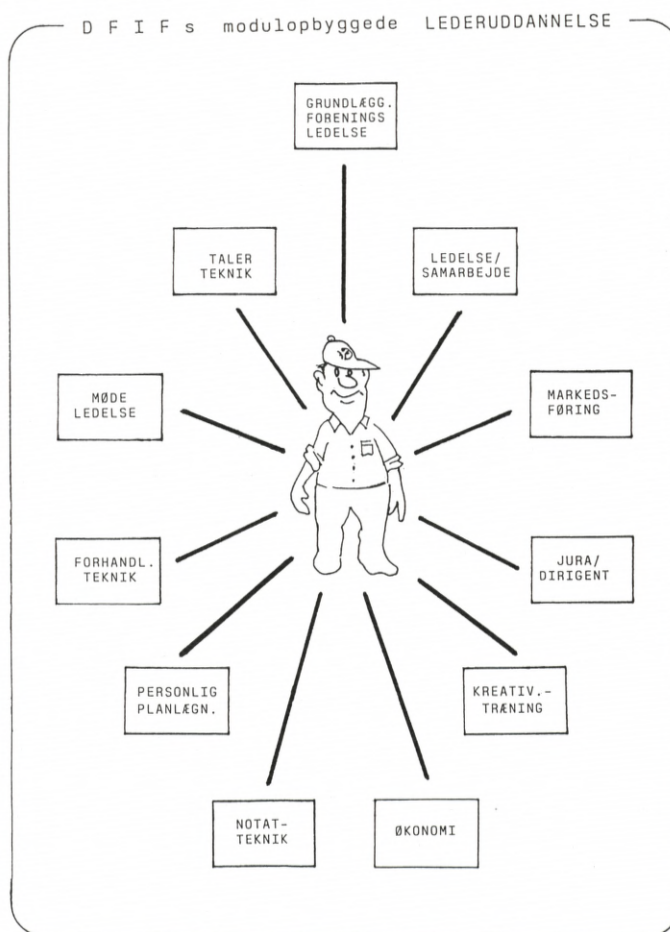 DFIFs modulopbyggede LEDERUDDANNELSE
GRUNDLÆGG.
FORENINGS
LEDELSE
TALER
TEKNIK
LEDELSE/
SAMARBEJDE
MØDE
LEDELSE
MARKEDS-
FØRING
FORHANDL.
TEKNIK
JURA/
DIRIGENT
PERSONLIG
PLANLÆGN.
KREATIV.-
TRÆNING
NOTAT-
TEKNIK
ØKONOMI